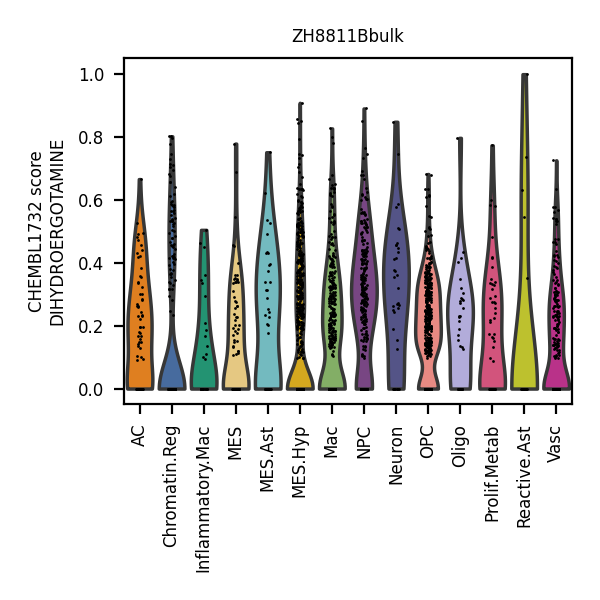 ZH8811Bbulk
CHEMBL1732 score
DIHYDROERGOTAMINE
1.0
0.8
0.6
0.4
0.2
0.0
AC
Chromatin.Reg
Inflammatory.Mac
MES
MES.Ast
MES.Hyp
Mac
NPC
Neuron
OPC
Oligo
Prolif.Metab
Reactive.Ast
Vasc